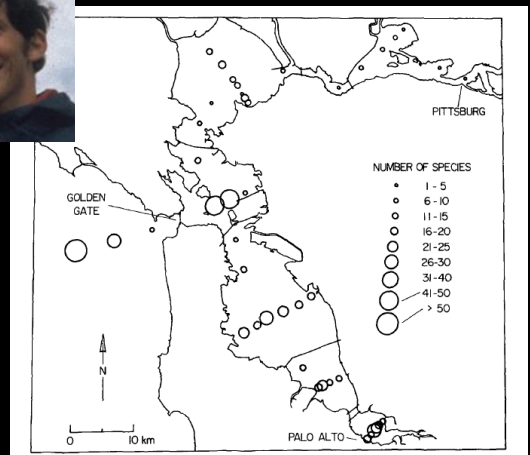 PITTSBURG
NUMBER OF SPECIES
1 - 5
6 - 10
11 - 15
16 - 20
21 - 25
26 - 30
31 - 40
41 - 50
> 50
GOLDEN
GATE
N
0 10 km
PALO ALTO